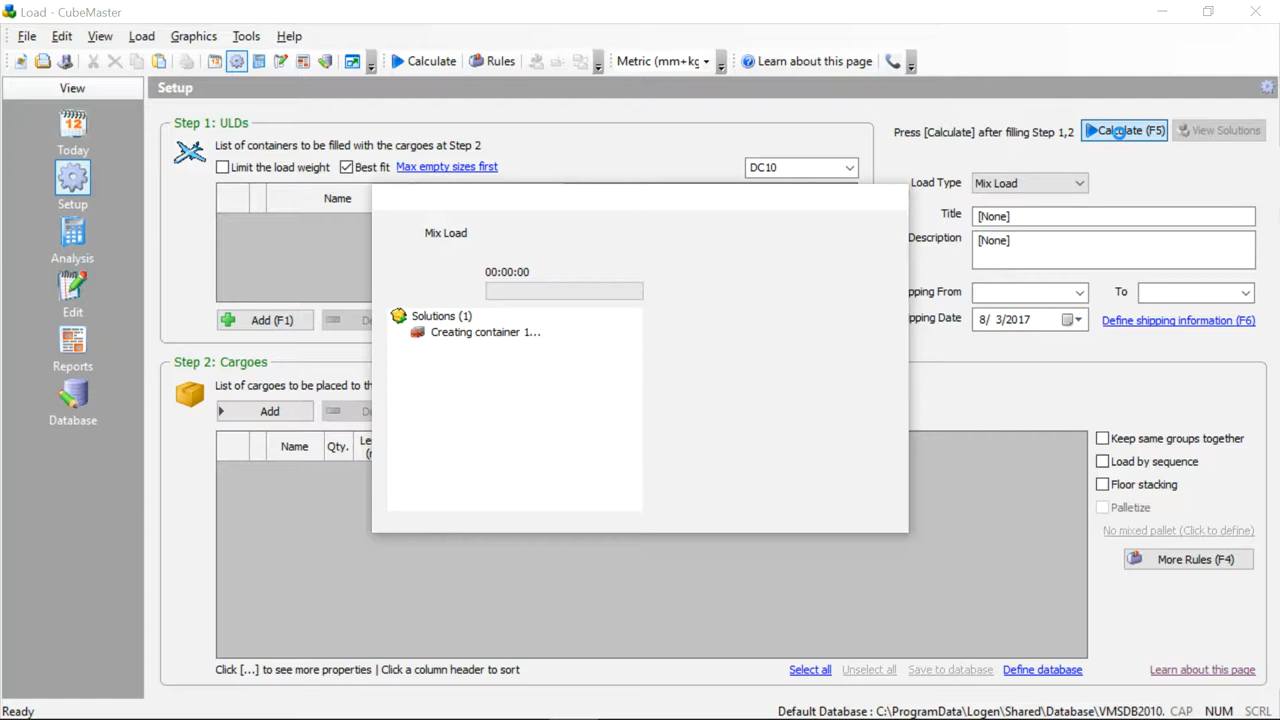 Load - CubeMaster
File Edit View Load Graphics Tools Help
Calculate Rules Metric (mm+kg Learn about this page
View
Setup
Today
Setup
Analysis
Edit
Reports
Database
Step 1: ULDs
List of containers to be filled with the cargoes at Step 2
Limit the load weight Best fit Max empty sizes first DC10
Name
Add (F1) De
Press [Calculate] after filling Step 1,2 Calculate (F5) View Solutions
Load Type Mix Load
Title [None]
Description [None]
pping From To
pping Date 8/ 3/2017 Define shipping information (F6)
Mix Load
00:00:00
Solutions (1)
Creating container 1...
Step 2: Cargoes
List of cargoes to be placed to th
Add De
Name Qty. Le
Keep same groups together
Load by sequence
Floor stacking
Palletize
No mixed pallet (Click to define)
More Rules (F4)
Click [...] to see more properties | Click a column header to sort Select all Unselect all Save to database Define database Learn about this page
Ready Default Database : C:\ProgramData\Logen\Shared\Database\VMSDB2010. CAP NUM SCRL